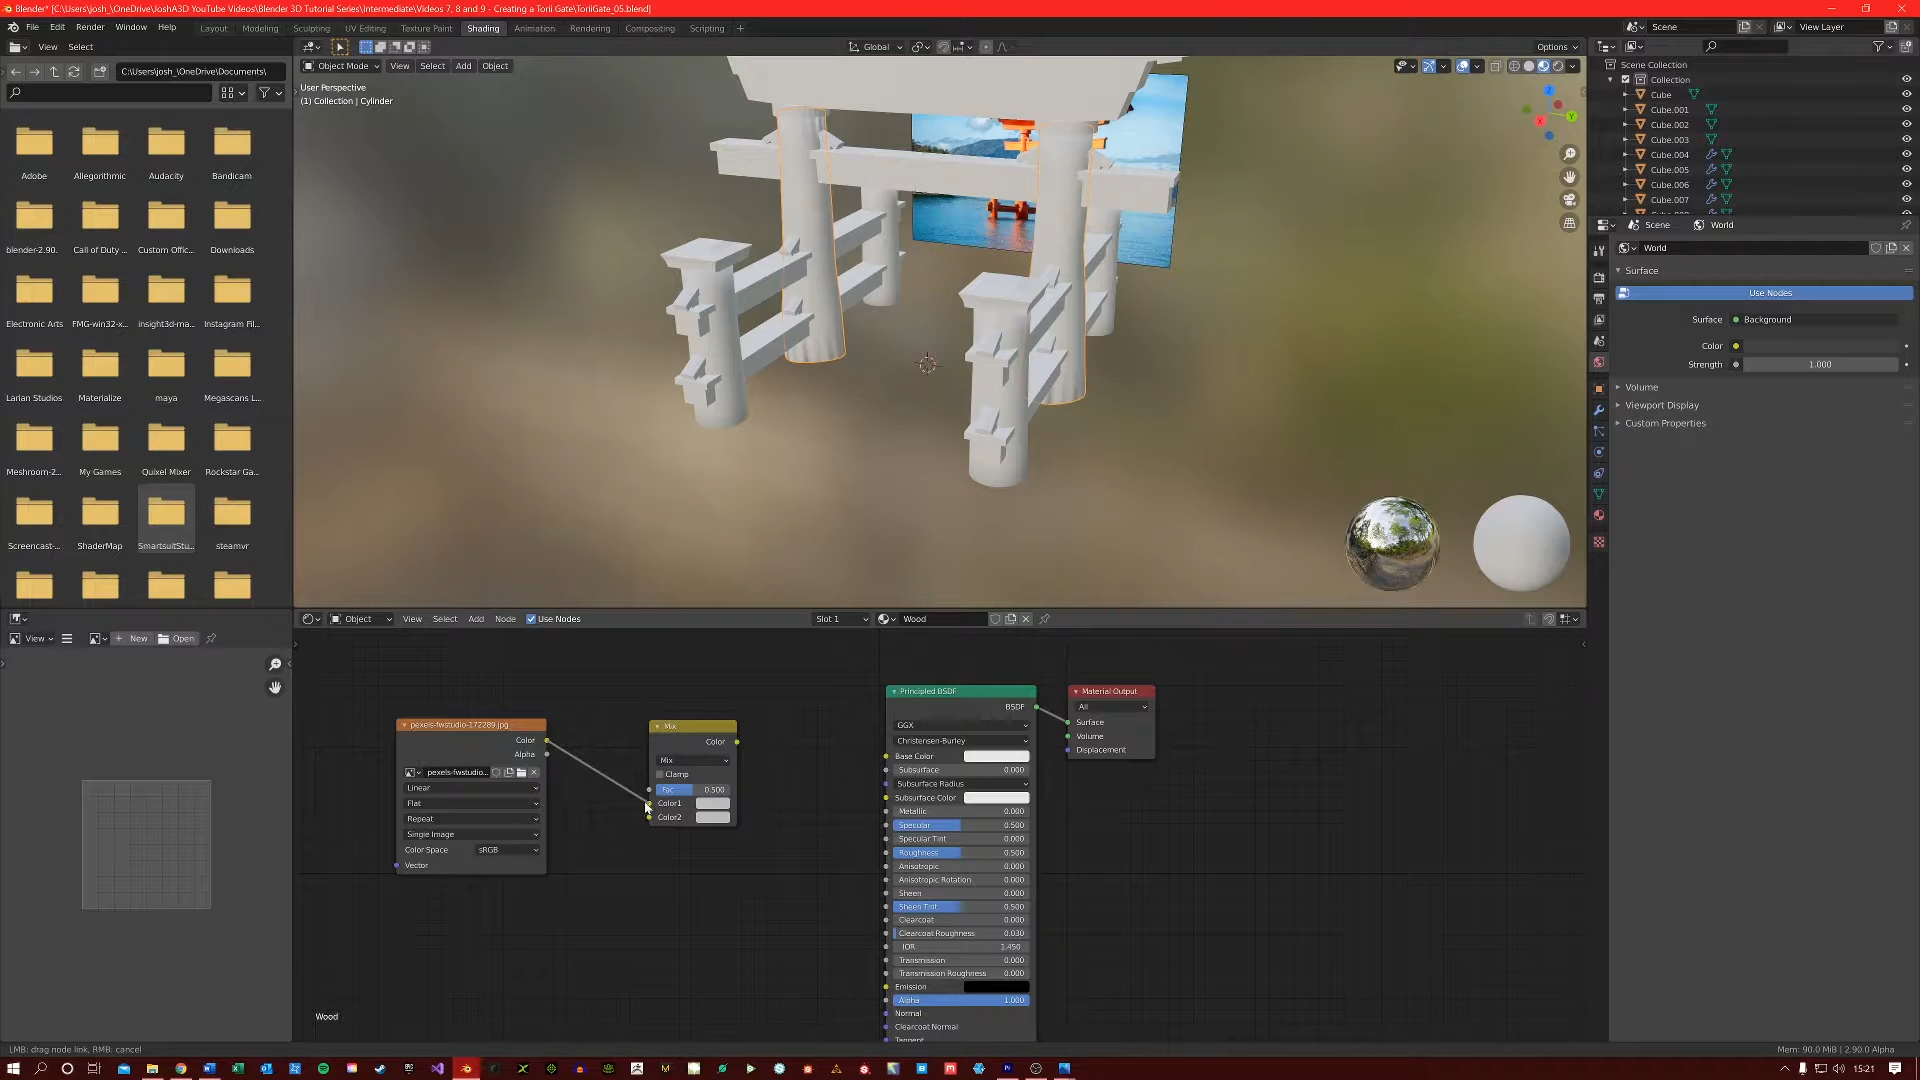 Blender* [C:\Users\josh_\OneDrive\JoshA3D YouTube Videos\Blender 3D Tutorial Series\Intermediate\Videos 7, 8 and 9 - Creating a Torii Gate\ToriiGate_05.blend]
File Edit Render Window Help Layout Modeling Sculpting UV Editing Texture Paint Shading Animation Rendering Compositing Scripting + Scene View Layer
View Select Global Options
C:\Users\josh_\OneDrive\Documents\
Object Mode View Select Add Object
User Perspective
(1) Collection | Cylinder
Adobe Allegorithmic Audacity Bandicam
blender-2.90. Call of Duty ... Custom Offic... Downloads
Electronic Arts FMG-win32-x... insight3d-ma... Instagram Fil...
Larian Studios Materialize maya Megascans L...
Meshroom-2... My Games Quixel Mixer Rockstar Ga...
Screencast-... ShaderMap SmartsuitStu... steamvr
Z
Y
X
Scene Collection
Collection
Cube
Cube.001
Cube.002
Cube.003
Cube.004
Cube.005
Cube.006
Cube.007
Scene World
World
Surface
Use Nodes
Surface Background
Color
Strength 1.000
Volume
Viewport Display
Custom Properties
View New Open
Object View Select Add Node Use Nodes Slot 1 Wood
pexels-fwstudio-172289.jpg
Color
Alpha
pexels-fwstudio...
Linear
Flat
Repeat
Single Image
Color Space sRGB
Vector
Mix
Color
Mix
Clamp
Fac 0.500
Color1
Color2
Principled BSDF
BSDF
GGX
Christensen-Burley
Base Color
Subsurface 0.000
Subsurface Radius
Subsurface Color
Metallic 0.000
Specular 0.500
Specular Tint 0.000
Roughness 0.500
Anisotropic 0.000
Anisotropic Rotation 0.000
Sheen 0.000
Sheen Tint 0.500
Clearcoat 0.000
Clearcoat Roughness 0.030
IOR 1.450
Transmission 0.000
Transmission Roughness 0.000
Emission
Alpha 1.000
Normal
Clearcoat Normal
Tangent
Material Output
All
Surface
Volume
Displacement
Wood
LMB: drag node link, RMB: cancel
Mem: 90.0 MiB | 2.90.0 Alpha
15:21